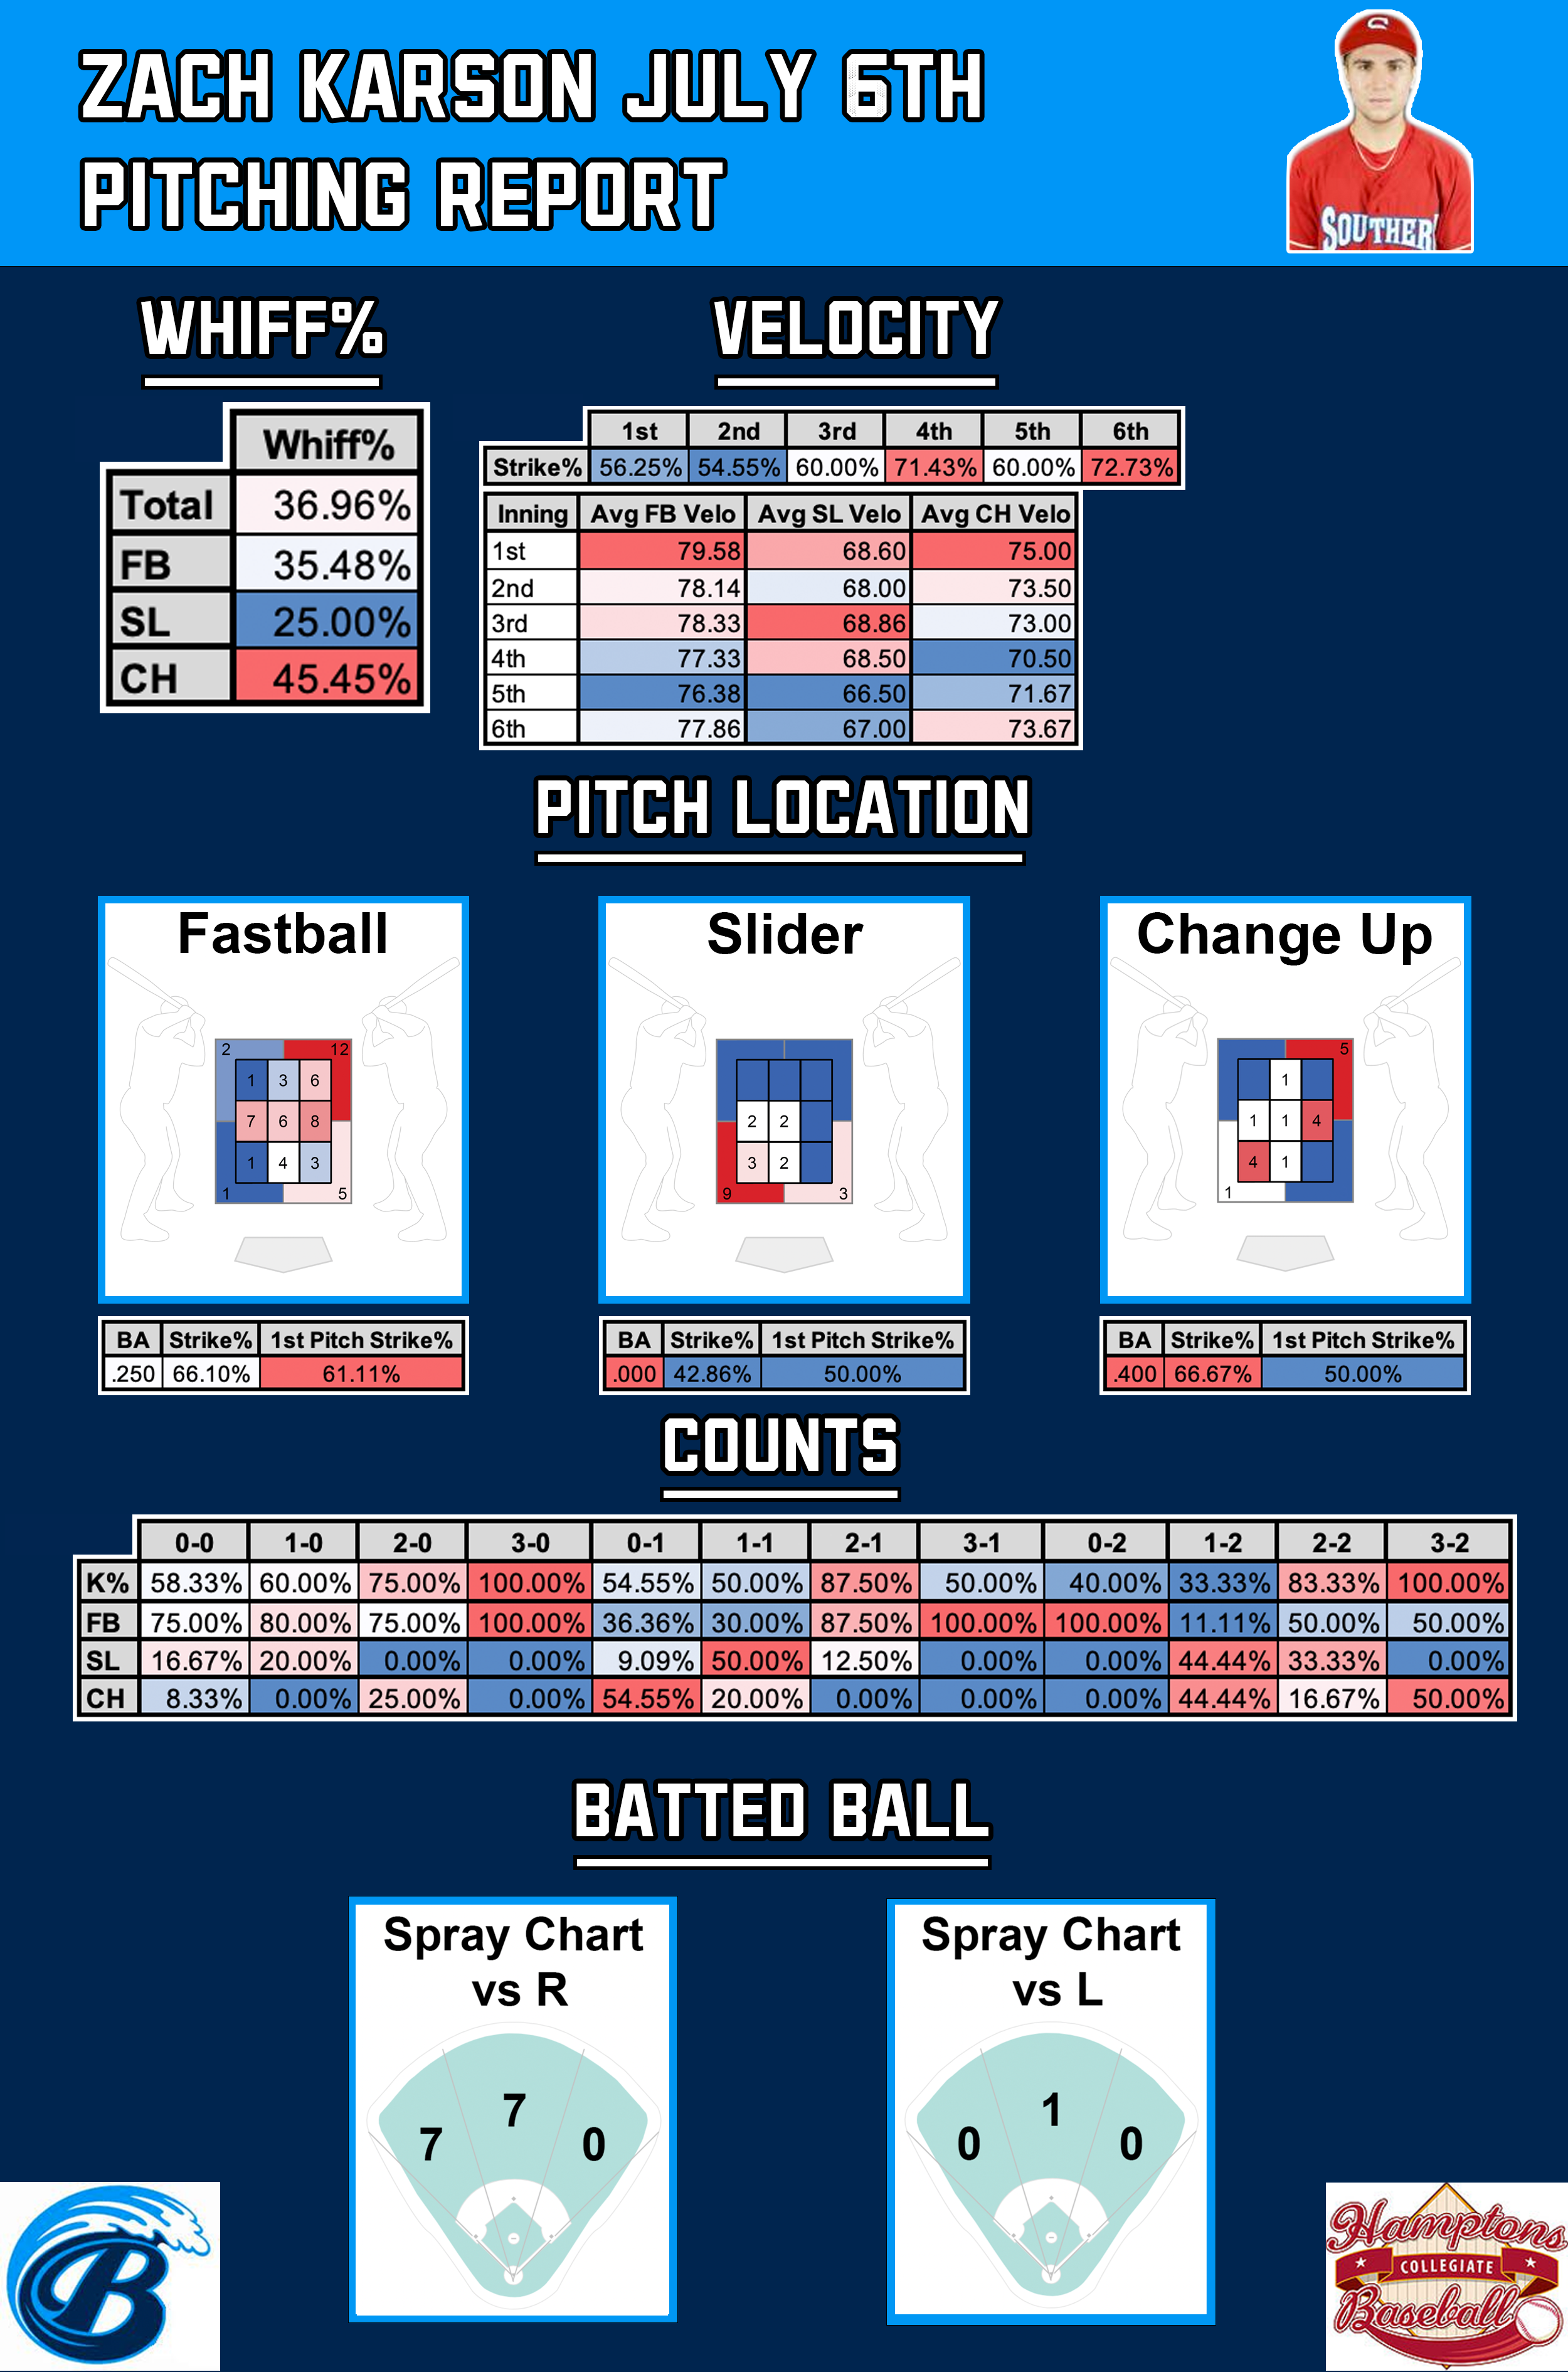 ZACH KARSON JULY 6TH
PITCHING REPORT
SOUTHER
WHIFF%
Whiff%
Total 36.96%
FB 35.48%
SL 25.00%
CH 45.45%
VELOCITY
1st 2nd 3rd 4th 5th 6th
Strike% 56.25% 54.55% 60.00% 71.43% 60.00% 72.73%
Inning Avg FB Velo Avg SL Velo Avg CH Velo
1st 79.58 68.60 75.00
2nd 78.14 68.00 73.50
3rd 78.33 68.86 73.00
4th 77.33 68.50 70.50
5th 76.38 66.50 71.67
6th 77.86 67.00 73.67
PITCH LOCATION
Fastball
2 12
1 3 6
7 6 8
1 4 3
1 5
BA Strike% 1st Pitch Strike%
.250 66.10% 61.11%
Slider
2 2
3 2
9 3
BA Strike% 1st Pitch Strike%
.000 42.86% 50.00%
Change Up
5
1
1 1 4
4 1
1
BA Strike% 1st Pitch Strike%
.400 66.67% 50.00%
COUNTS
0-0 1-0 2-0 3-0 0-1 1-1 2-1 3-1 0-2 1-2 2-2 3-2
K% 58.33% 60.00% 75.00% 100.00% 54.55% 50.00% 87.50% 50.00% 40.00% 33.33% 83.33% 100.00%
FB 75.00% 80.00% 75.00% 100.00% 36.36% 30.00% 87.50% 100.00% 100.00% 11.11% 50.00% 50.00%
SL 16.67% 20.00% 0.00% 0.00% 9.09% 50.00% 12.50% 0.00% 0.00% 44.44% 33.33% 0.00%
CH 8.33% 0.00% 25.00% 0.00% 54.55% 20.00% 0.00% 0.00% 0.00% 44.44% 16.67% 50.00%
BATTED BALL
Spray Chart
vs R
7
7 0
Spray Chart
vs L
1
0 0
B
Hamptons
COLLEGIATE
Baseball